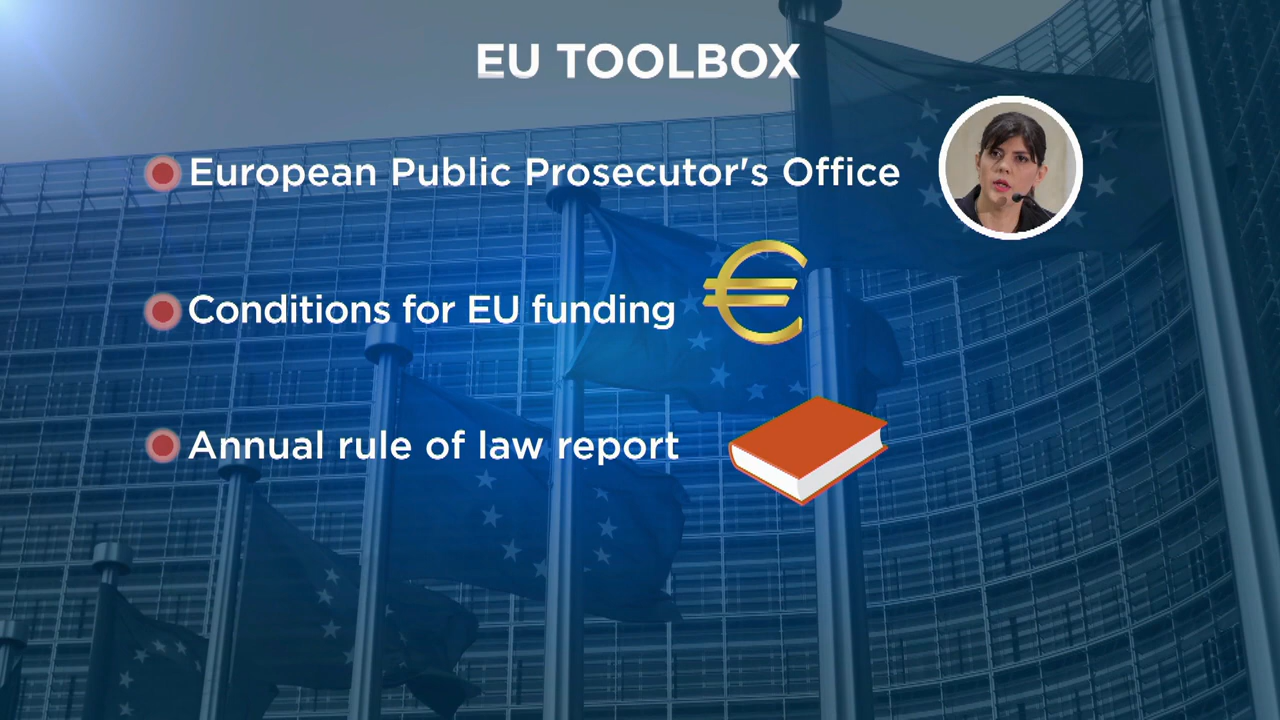 EU TOOLBOX
European Public Prosecutor's Office
Conditions for EU funding
Annual rule of law report